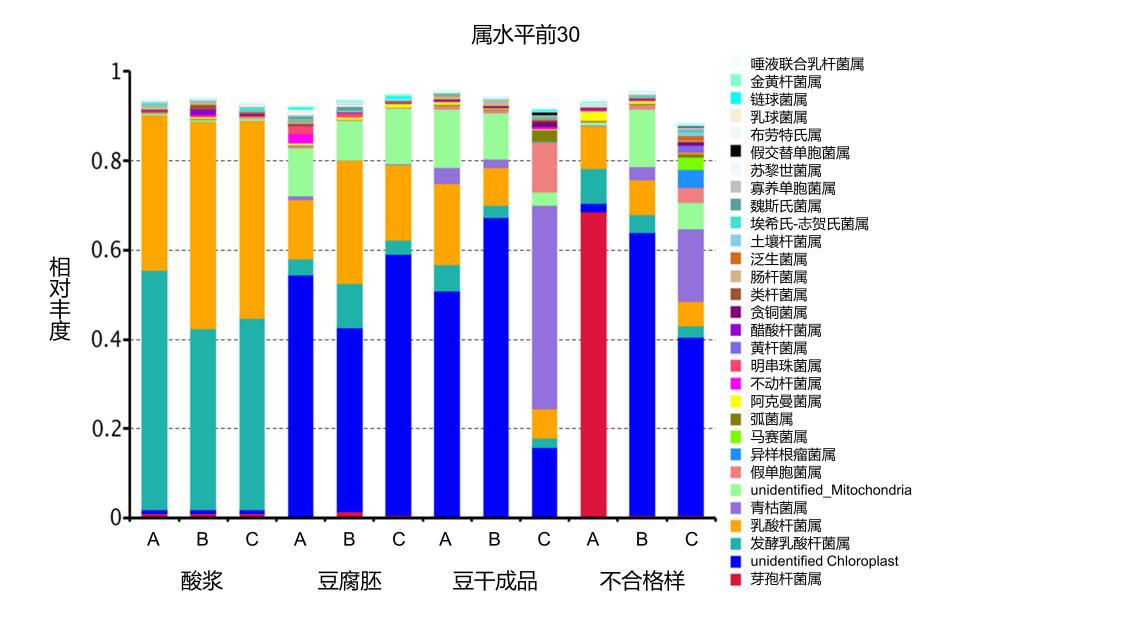 属水平前30
相对丰度
1
0.8
0.6
0.4
0.2
0
A B C A B C A B C A B C
酸浆 豆腐胚 豆干成品 不合格样
唾液联合乳杆菌属
金黄杆菌属
链球菌属
乳球菌属
布劳特氏菌属
假交替单胞菌属
苏黎世菌属
寡养单胞菌属
魏斯氏菌属
埃希氏-志贺氏菌属
土壤杆菌属
泛生菌属
肠杆菌属
类杆菌属
贪铜菌属
醋酸杆菌属
黄杆菌属
明串珠菌属
不动杆菌属
阿克曼菌属
弧菌属
马赛菌属
异样根瘤菌属
假单胞菌属
unidentified_Mitochondria
青枯菌属
乳酸杆菌属
发酵乳酸杆菌属
unidentified Chloroplast
芽孢杆菌属